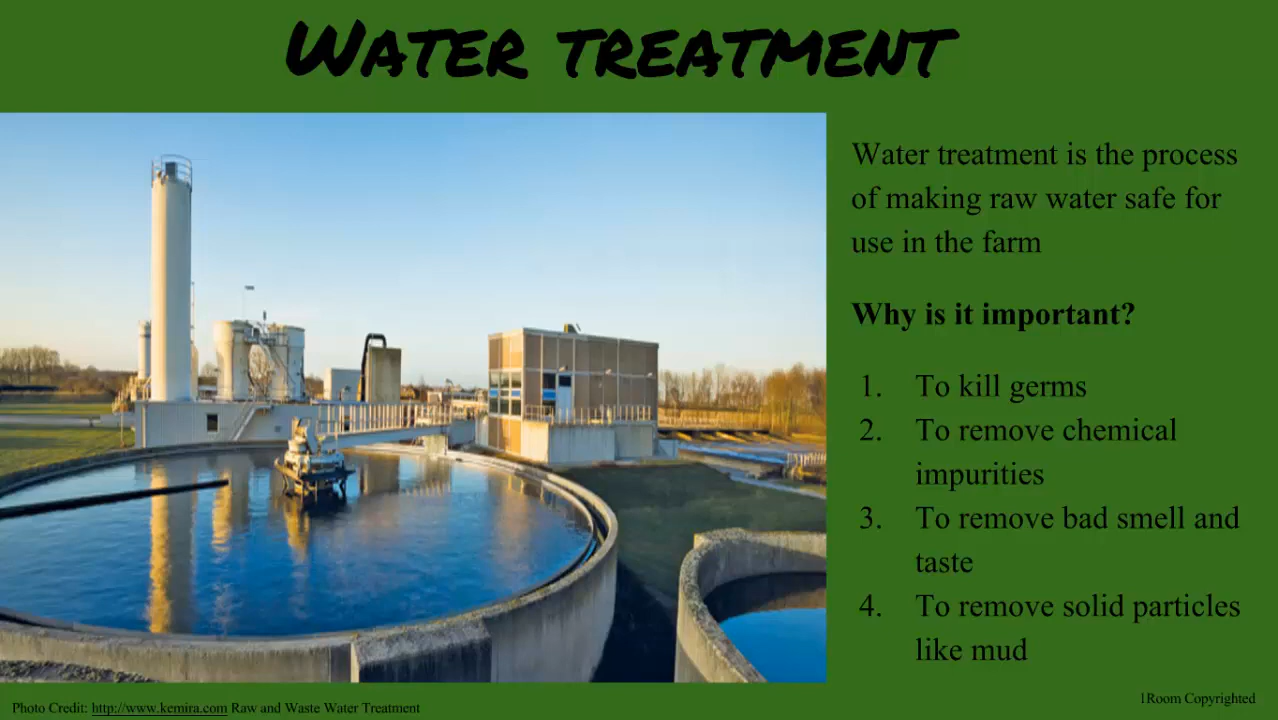 WATER TREATMENT
Water treatment is the process
of making raw water safe for
use in the farm
Why is it important?
1. To kill germs
2. To remove chemical
impurities
3. To remove bad smell and
taste
4. To remove solid particles
like mud
1Room Copyrighted
Photo Credit: http://www.kemira.com Raw and Waste Water Treatment